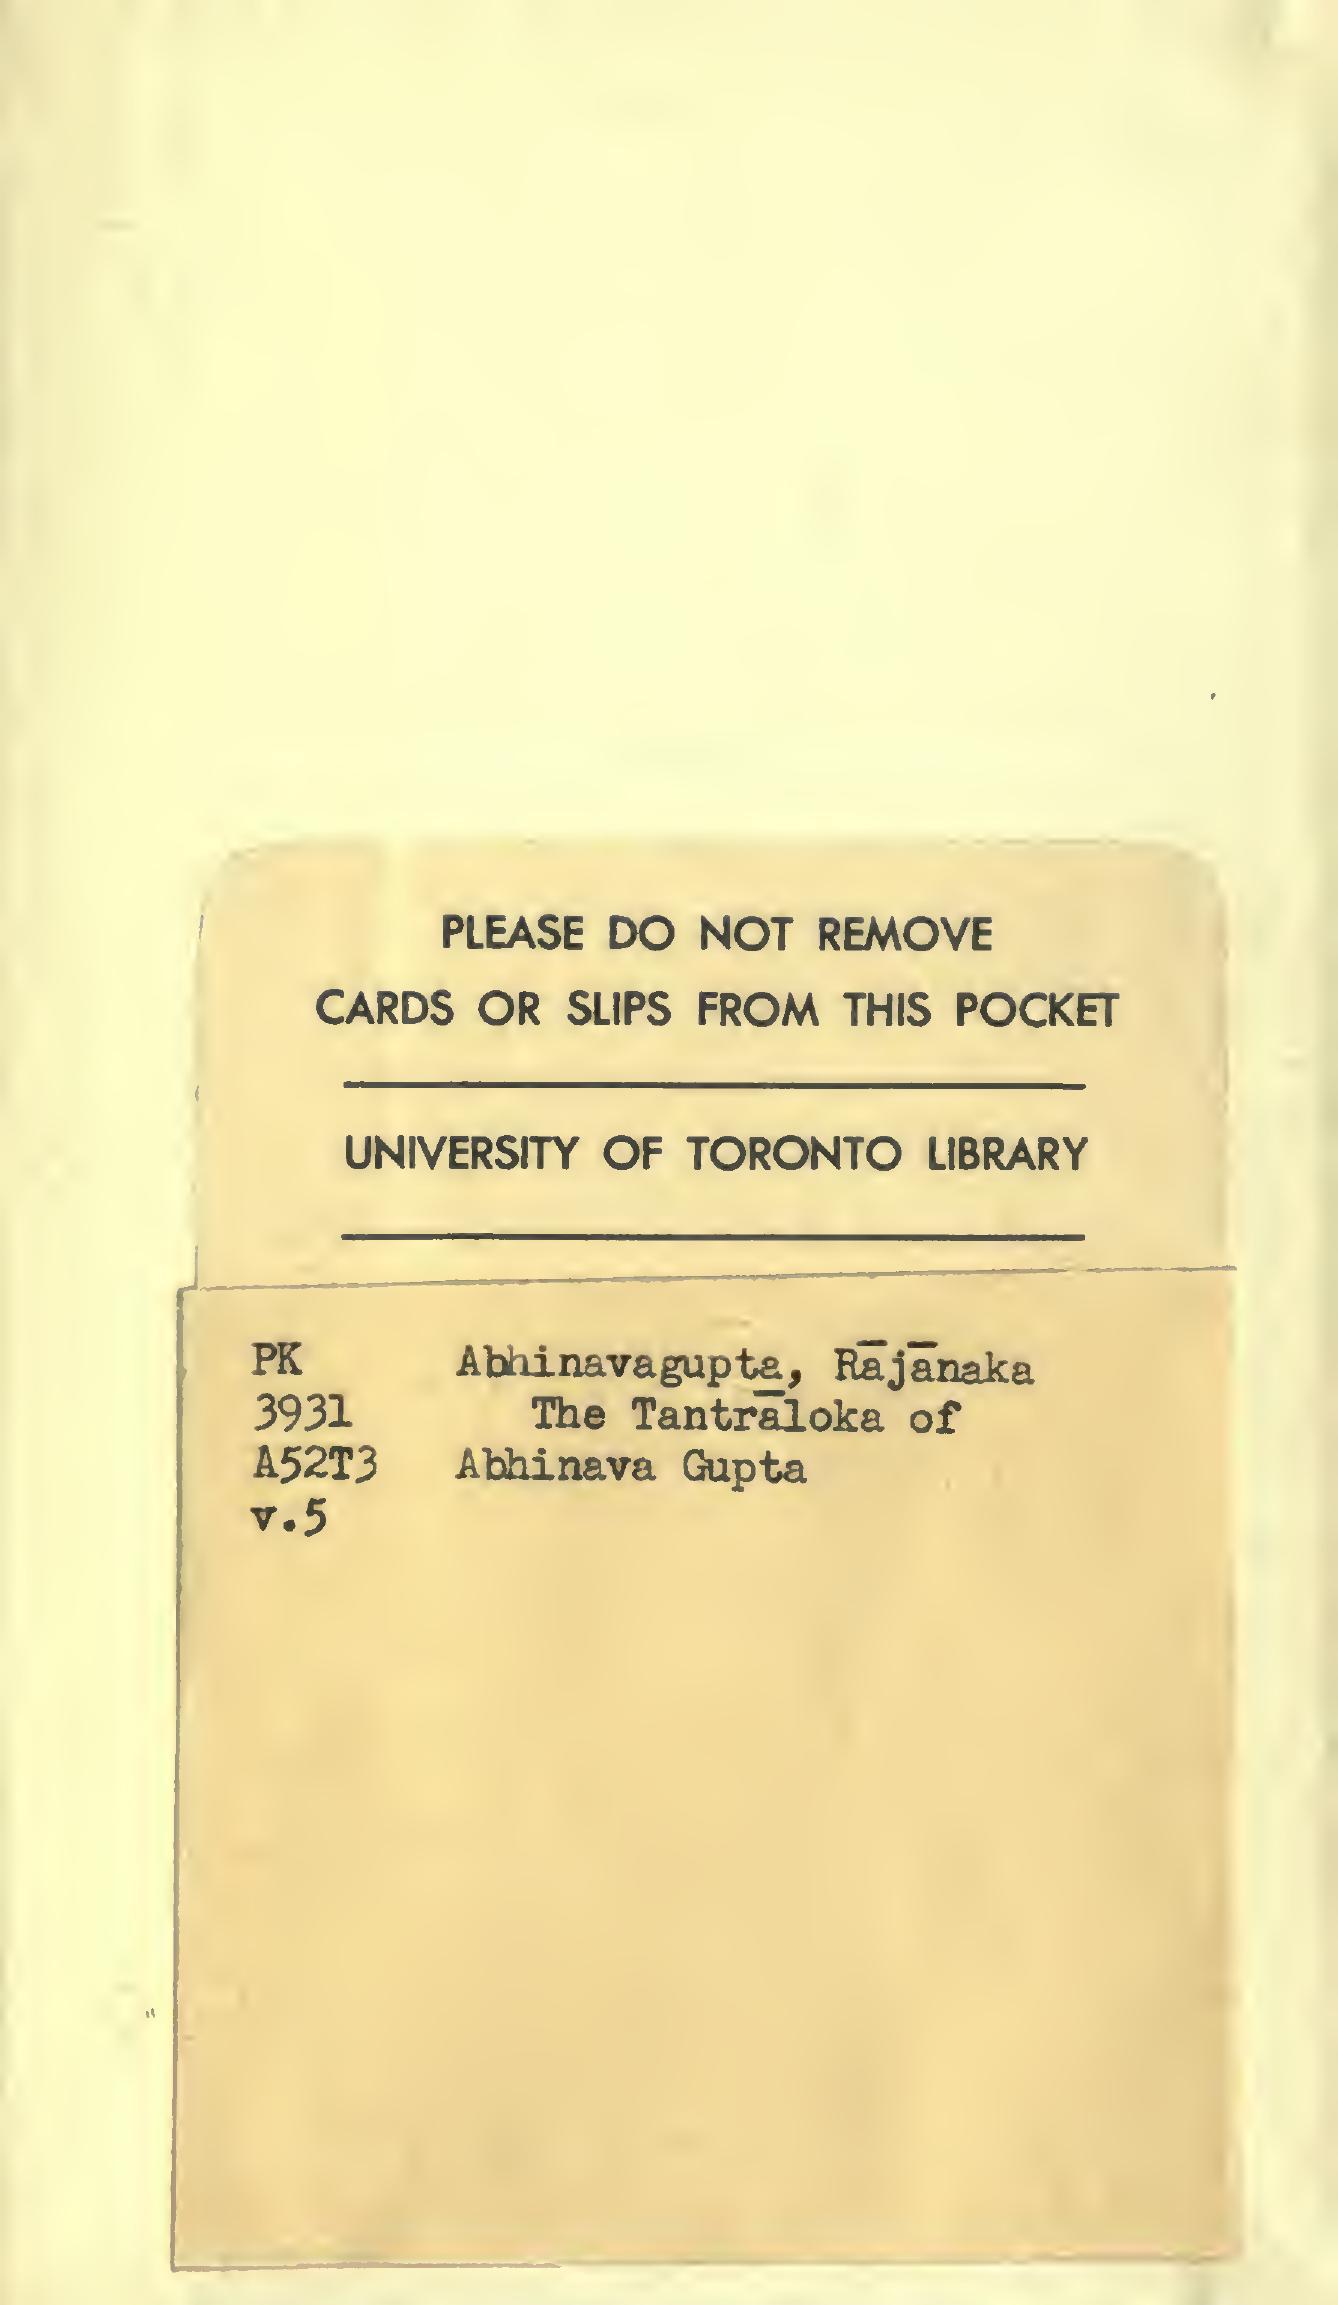 PLEASE DO NOT REMOVE
CARDS OR SLIPS FROM THIS POCKET
UNIVERSITY OF TORONTO LIBRARY
PK Abhinavagupta, Rājānaka
3931 The Tantrāloka of
A52T3 Abhinava Gupta
v.5